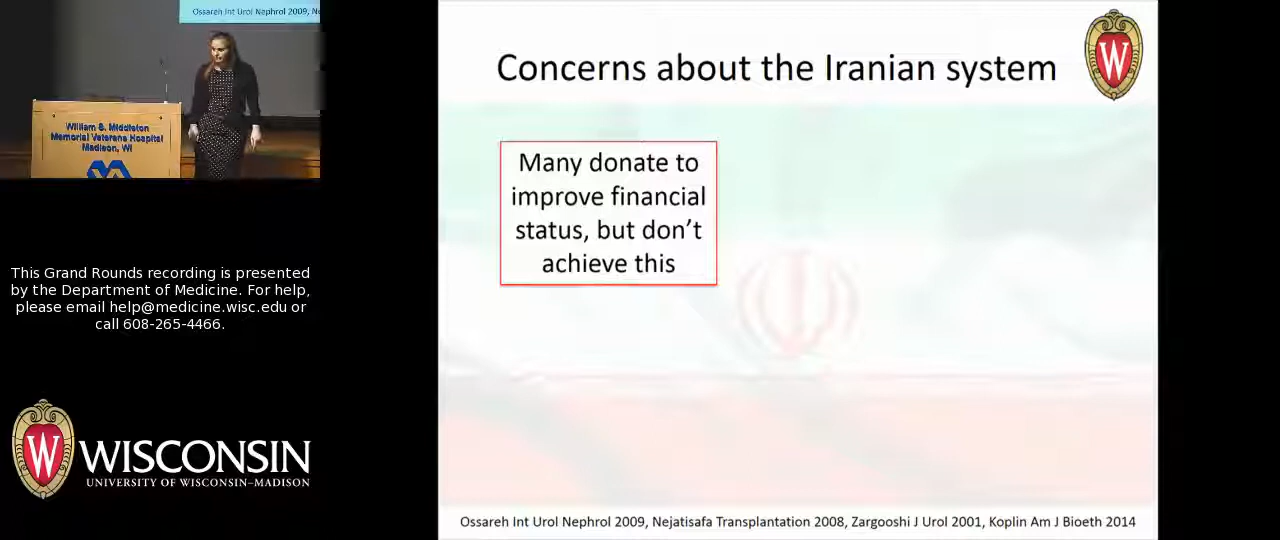 Ossareh Int Urol Nephrol 2009, N
William S. Middleton
Memorial Veterans Hospital
Madison, WI
This Grand Rounds recording is presented
by the Department of Medicine. For help,
please email help@medicine.wisc.edu or
call 608-265-4466.
W
WISCONSIN
UNIVERSITY OF WISCONSIN–MADISON
Concerns about the Iranian system
W
Many donate to
improve financial
status, but don’t
achieve this
Ossareh Int Urol Nephrol 2009, Nejatisafa Transplantation 2008, Zargooshi J Urol 2001, Koplin Am J Bioeth 2014